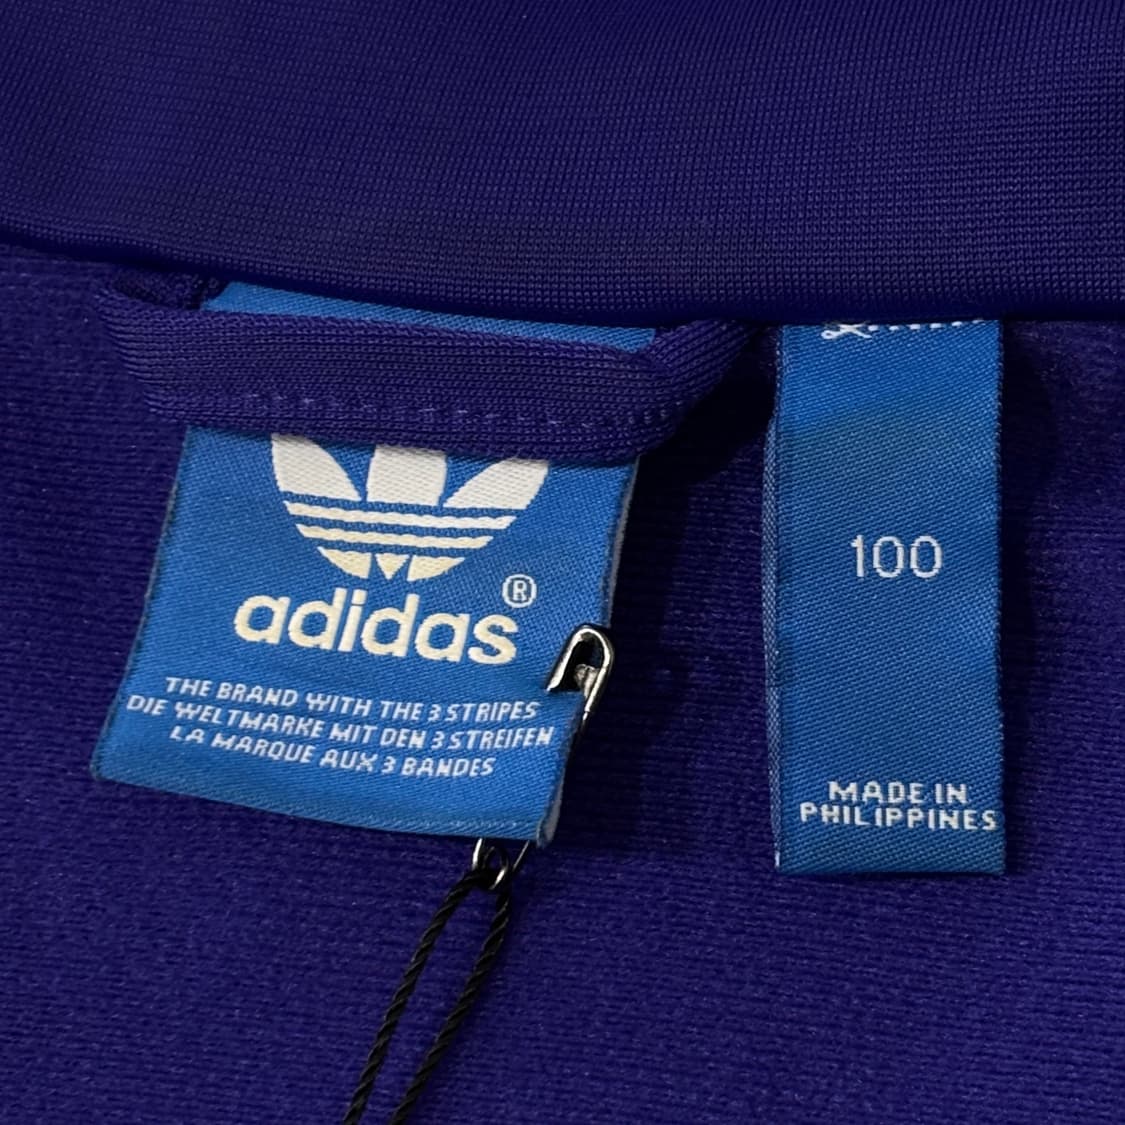 adidas®
THE BRAND WITH THE 3 STRIPES
DIE WELTMARKE MIT DEN 3 STREIFEN
LA MARQUE AUX 3 BANDES
100
MADE IN
PHILIPPINES